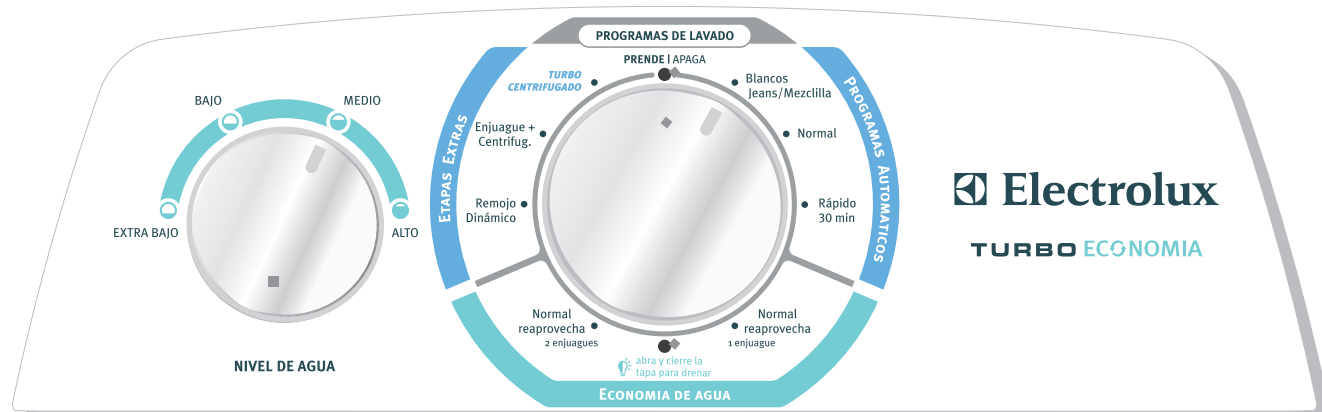 BAJO
MEDIO
EXTRA BAJO
ALTO
NIVEL DE AGUA
PROGRAMAS DE LAVADO
PRENDE | APAGA
ETAPAS EXTRAS
TURBO
CENTRIFUGADO
Enjuague +
Centrifug.
Remojo
Dinámico
PROGRAMAS AUTOMATICOS
Blancos
Jeans/Mezclilla
Normal
Rápido
30 min
Normal
reaprovecha
2 enjuagues
Normal
reaprovecha
1 enjuague
abra y cierre la
tapa para drenar
ECONOMIA DE AGUA
Electrolux
TURBO ECONOMIA